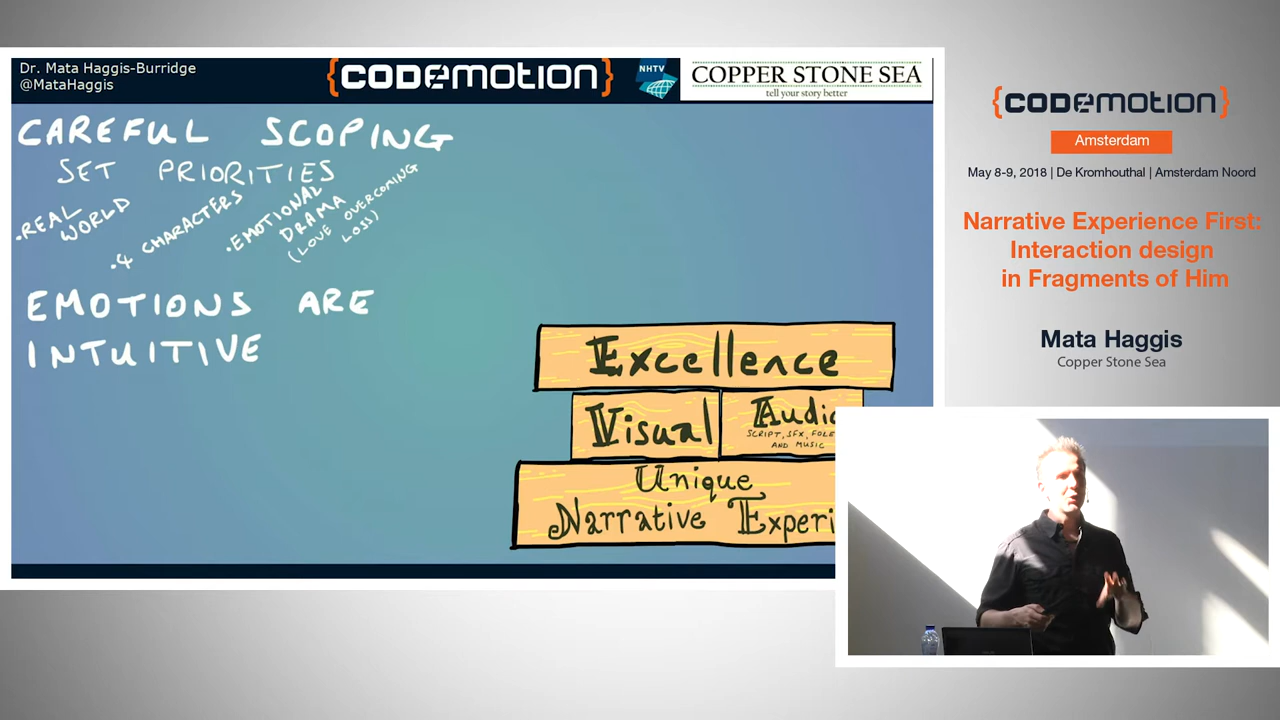 Dr. Mata Haggis-Burridge
@MataHaggis
{CODEMOTION}
NHTV
COPPER STONE SEA
tell your story better
CAREFUL SCOPING
SET PRIORITIES
•REAL WORLD
•4 CHARACTERS
•EMOTIONAL DRAMA
(LOVE OVERCOMING LOSS)
EMOTIONS ARE
INTUITIVE
Excellence
Visual
SCRIPT, SFX,
AND MUSIC
Unique
Narrative
{CODEMOTION}
Amsterdam
May 8-9, 2018 | De Kromhouthal | Amsterdam Noord
Narrative Experience First:
Interaction design
in Fragments of Him
Mata Haggis
Copper Stone Sea